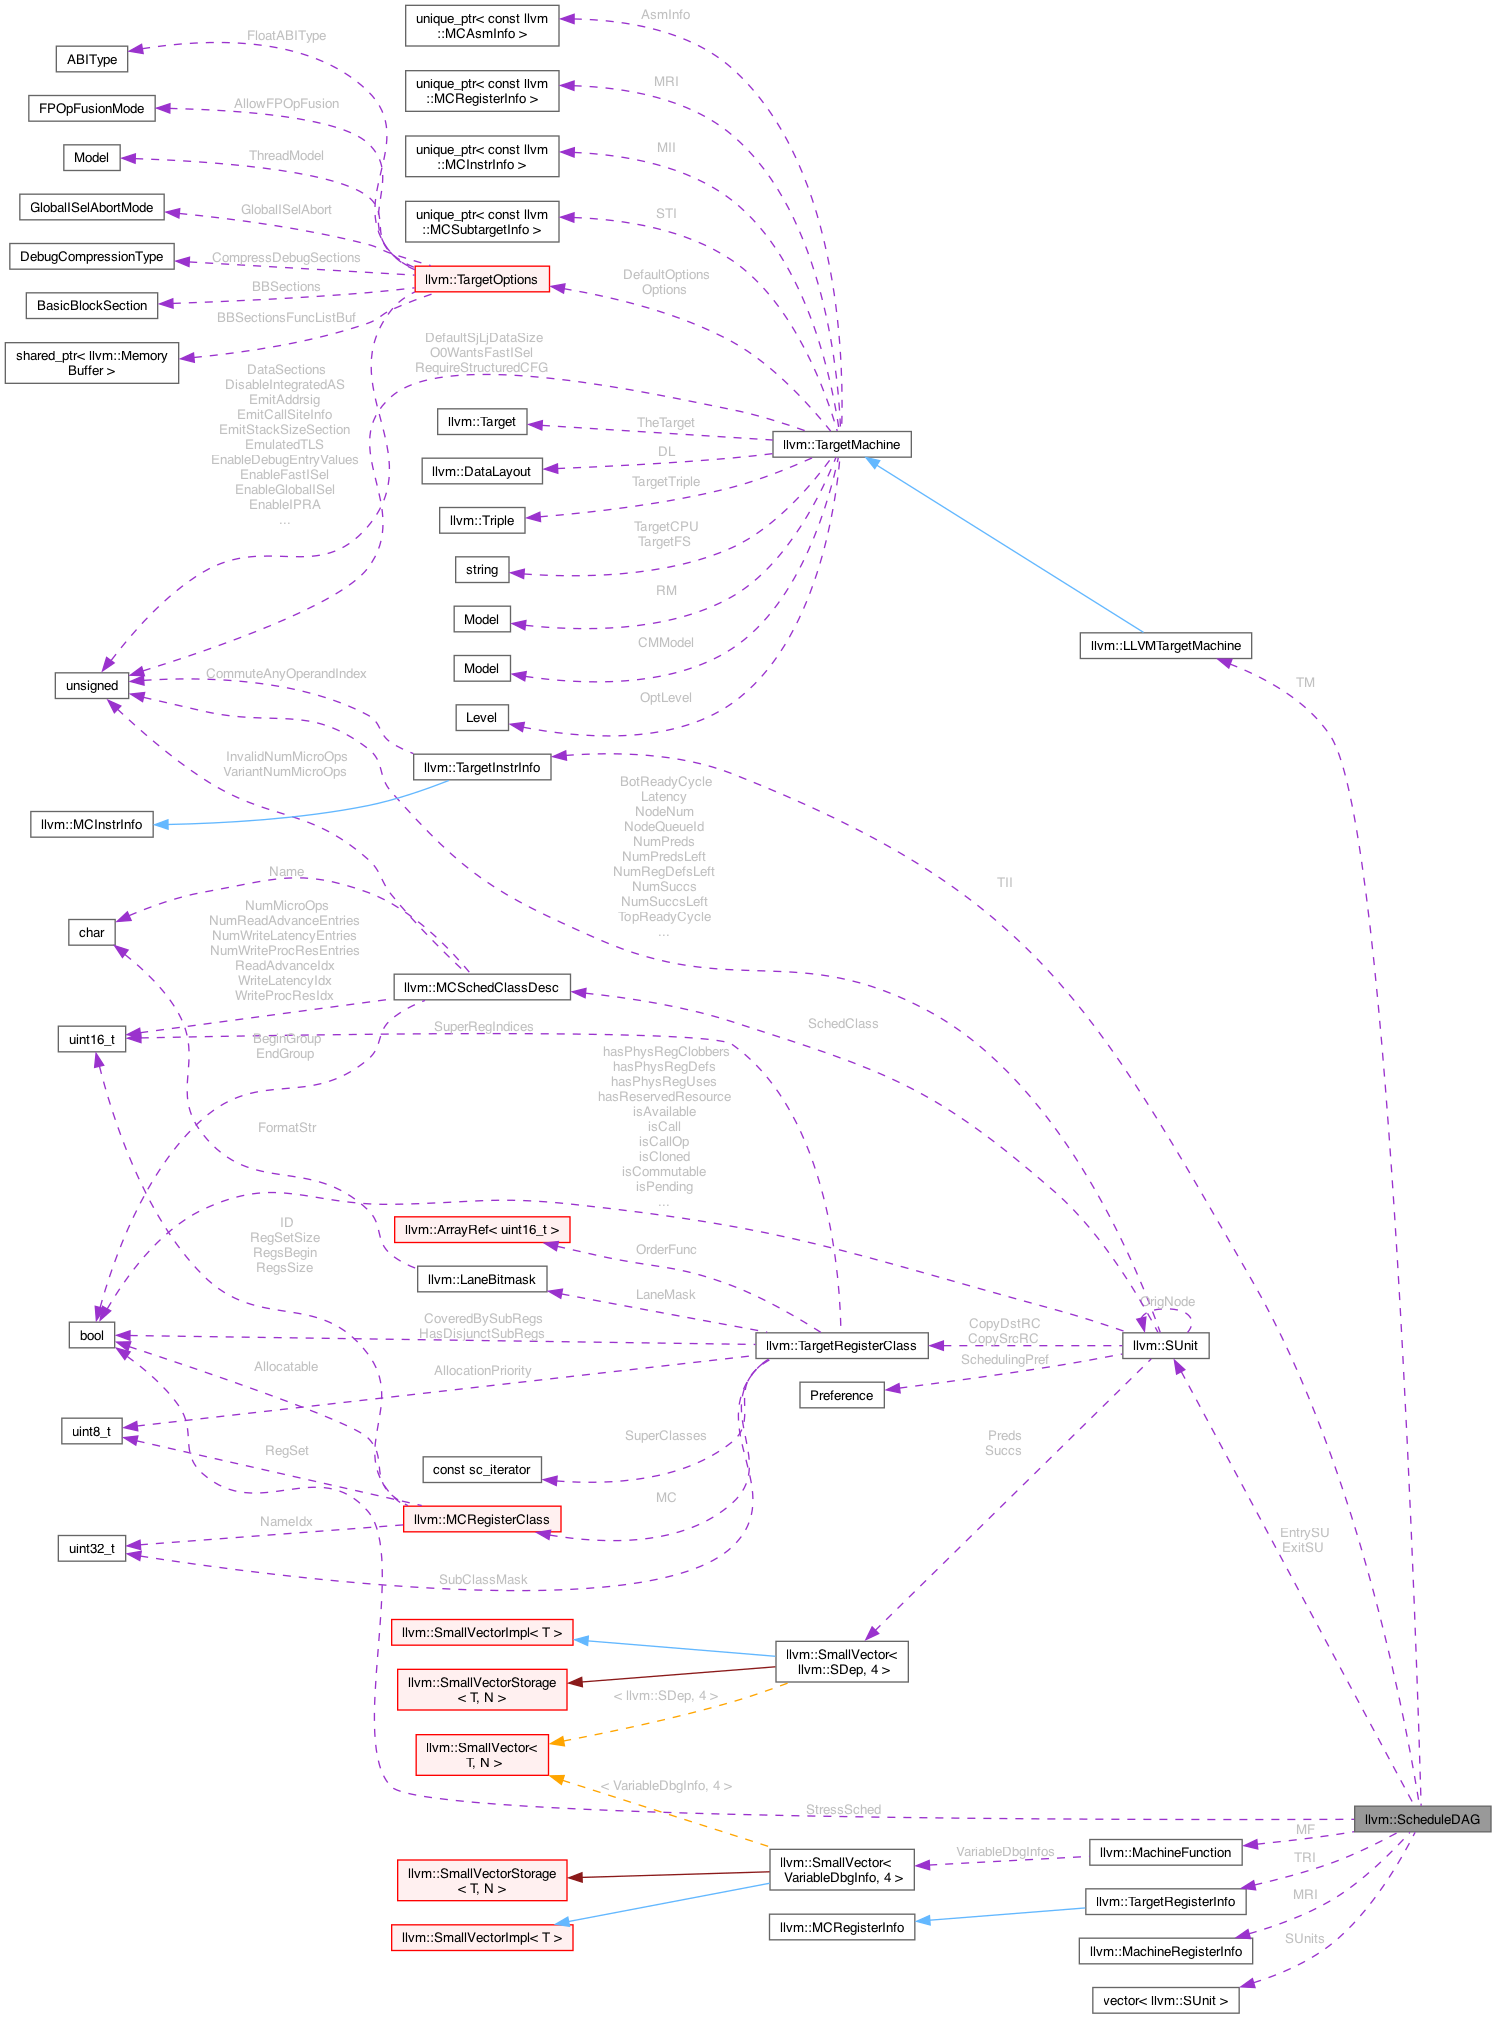 unique_ptr< const llvm
::MCAsmInfo >
AsmInfo
FloatABIType
ABIType
unique_ptr< const llvm
::MCRegisterInfo >
MRI
AllowFPOpFusion
FPOpFusionMode
unique_ptr< const llvm
::MCInstrInfo >
MII
ThreadModel
Model
unique_ptr< const llvm
::MCSubtargetInfo >
STI
GlobalISelAbort
GlobalISelAbortMode
CompressDebugSections
DebugCompressionType
llvm::TargetOptions
DefaultOptions
Options
BBSections
BasicBlockSection
BBSectionsFuncListBuf
shared_ptr< llvm::Memory
Buffer >
DefaultSjLjDataSize
O0WantsFastISel
RequireStructuredCFG
DataSections
DisableIntegratedAS
EmitAddrsig
EmitCallSiteInfo
EmitStackSizeSection
EmulatedTLS
EnableDebugEntryValues
EnableFastISel
EnableGlobalISel
EnableIPRA
...
llvm::Target
TheTarget
llvm::TargetMachine
llvm::DataLayout
DL
llvm::Triple
TargetTriple
string
TargetCPU
TargetFS
Model
RM
Model
CMModel
Level
OptLevel
llvm::LLVMTargetMachine
TM
unsigned
CommuteAnyOperandIndex
InvalidNumMicroOps
VariantNumMicroOps
llvm::TargetInstrInfo
llvm::MCInstrInfo
BotReadyCycle
Latency
NodeNum
NodeQueueId
NumPreds
NumPredsLeft
NumRegDefsLeft
NumSuccs
NumSuccsLeft
TopReadyCycle
...
TII
Name
char
NumMicroOps
NumReadAdvanceEntries
NumWriteLatencyEntries
NumWriteProcResEntries
ReadAdvanceIdx
WriteLatencyIdx
WriteProcResIdx
llvm::MCSchedClassDesc
SchedClass
uint16_t
SuperRegIndices
BeginGroup
EndGroup
hasPhysRegClobbers
hasPhysRegDefs
hasPhysRegUses
hasReservedResource
isAvailable
isCall
isCallOp
isCloned
isCommutable
isPending
...
FormatStr
ID
RegSetSize
RegsBegin
RegsSize
llvm::ArrayRef< uint16_t >
OrderFunc
llvm::LaneBitmask
LaneMask
OrigNode
bool
CoveredBySubRegs
HasDisjunctSubRegs
llvm::TargetRegisterClass
CopyDstRC
CopySrcRC
llvm::SUnit
Allocatable
AllocationPriority
SchedulingPref
Preference
uint8_t
RegSet
SuperClasses
const sc_iterator
Preds
Succs
MC
llvm::MCRegisterClass
NameIdx
uint32_t
SubClassMask
EntrySU
ExitSU
llvm::SmallVectorImpl< T >
llvm::SmallVector<
llvm::SDep, 4 >
llvm::SmallVectorStorage
< T, N >
< llvm::SDep, 4 >
llvm::SmallVector<
T, N >
< VariableDbgInfo, 4 >
StressSched
llvm::ScheduleDAG
MF
llvm::MachineFunction
VariableDbgInfos
llvm::SmallVector<
VariableDbgInfo, 4 >
llvm::SmallVectorStorage
< T, N >
TRI
llvm::TargetRegisterInfo
MRI
llvm::MCRegisterInfo
llvm::SmallVectorImpl< T >
SUnits
llvm::MachineRegisterInfo
vector< llvm::SUnit >